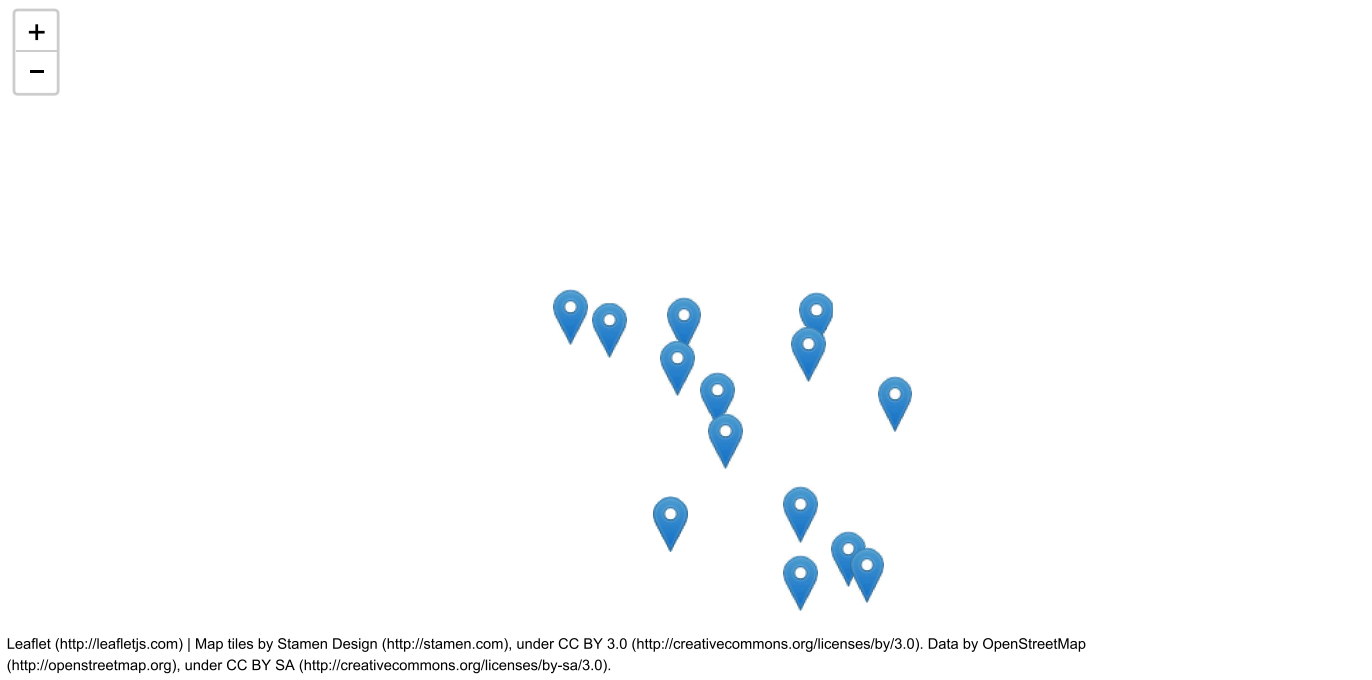 +
−
Leaflet (http://leafletjs.com) | Map tiles by Stamen Design (http://stamen.com), under CC BY 3.0 (http://creativecommons.org/licenses/by/3.0). Data by OpenStreetMap
(http://openstreetmap.org), under CC BY SA (http://creativecommons.org/licenses/by-sa/3.0).